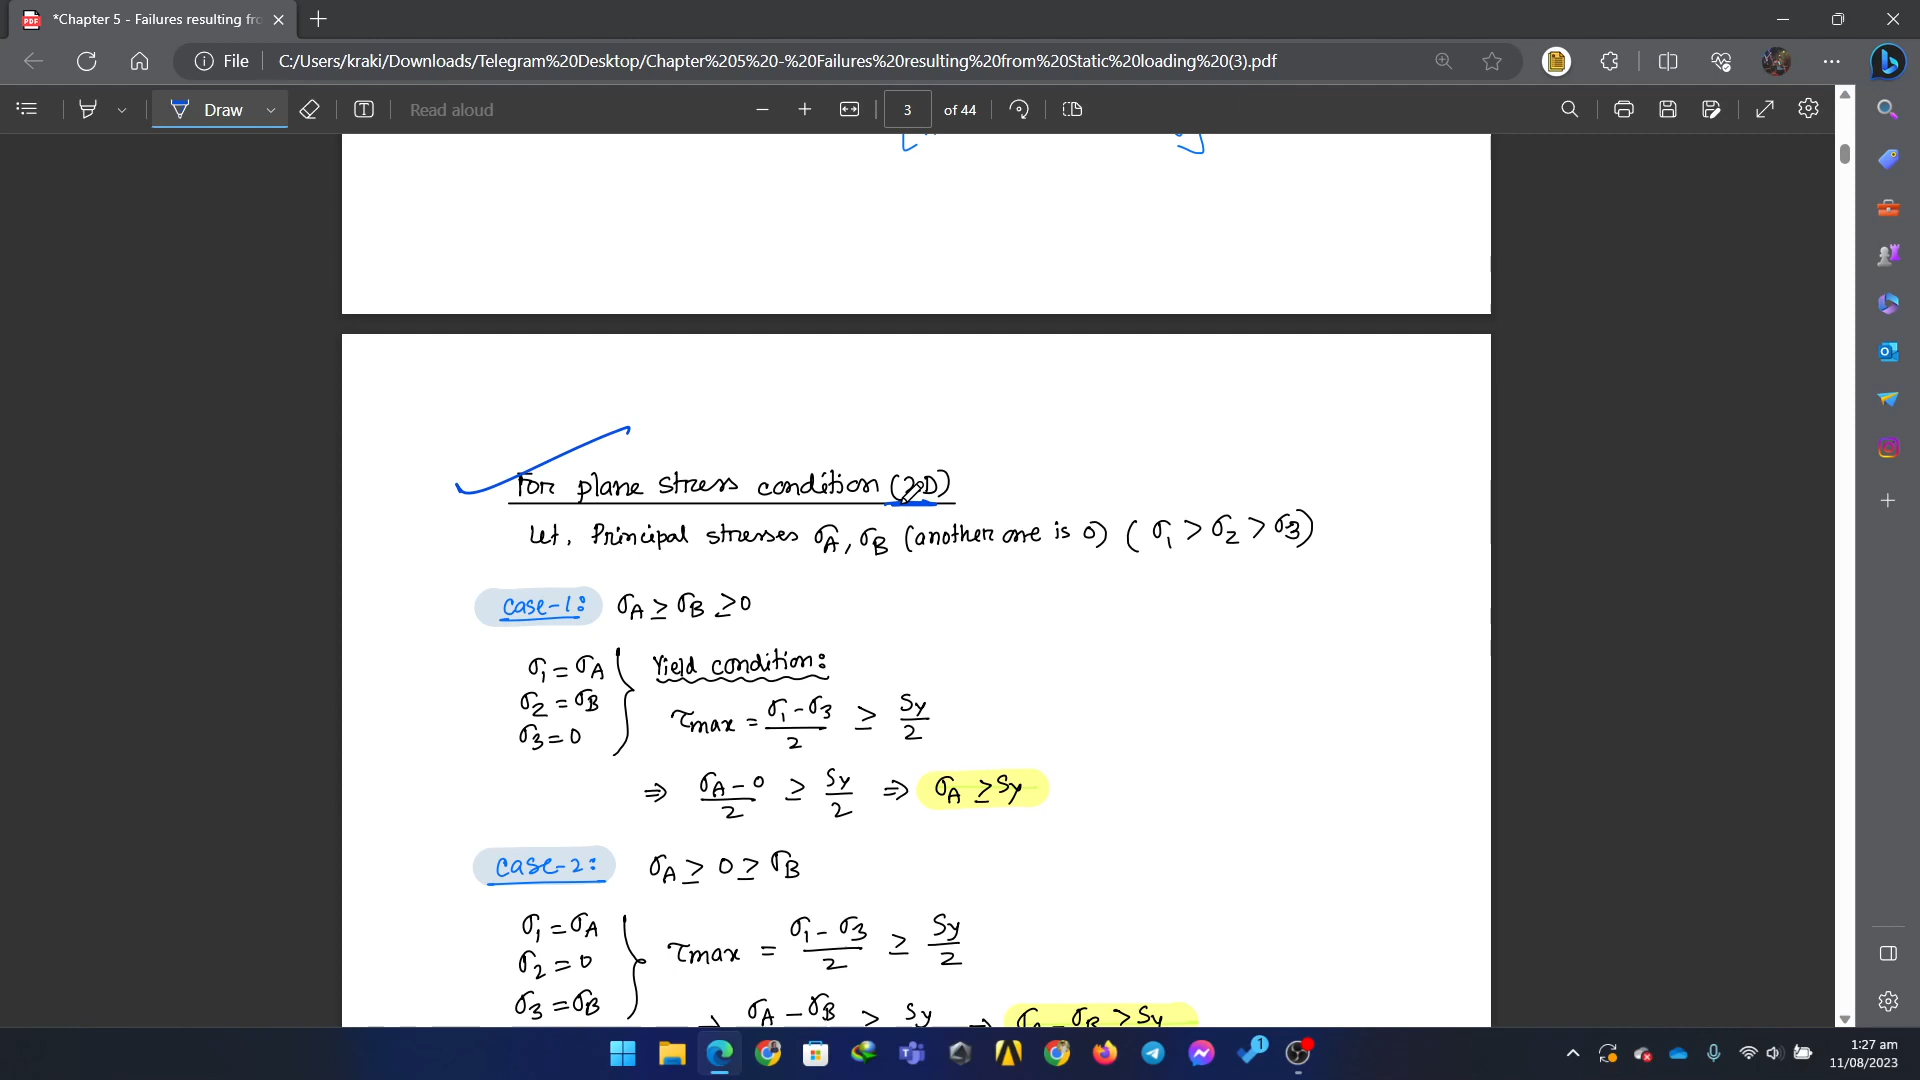 *Chapter 5 - Failures resulting fro
File C:/Users/kraki/Downloads/Telegram%20Desktop/Chapter%205%20-%20Failures%20resulting%20from%20Static%20loading%20(3).pdf
Draw Read aloud 3 of 44
For plane stress condition (2D)
Let, Principal stresses σA, σB (another one is 0) (σ1 > σ2 > σ3)
Case-1: σA ≥ σB ≥ 0
σ1 = σA
σ2 = σB
σ3 = 0
Yield condition:
τmax = (σ1 - σ3)/2 ≥ Sy/2
⇒ (σA - 0)/2 ≥ Sy/2 ⇒ σA ≥ Sy
Case-2: σA ≥ 0 ≥ σB
σ1 = σA
σ2 = 0
σ3 = σB
τmax = (σ1 - σ3)/2 ≥ Sy/2
σA - σB Sy
1
1:27 am
11/08/2023